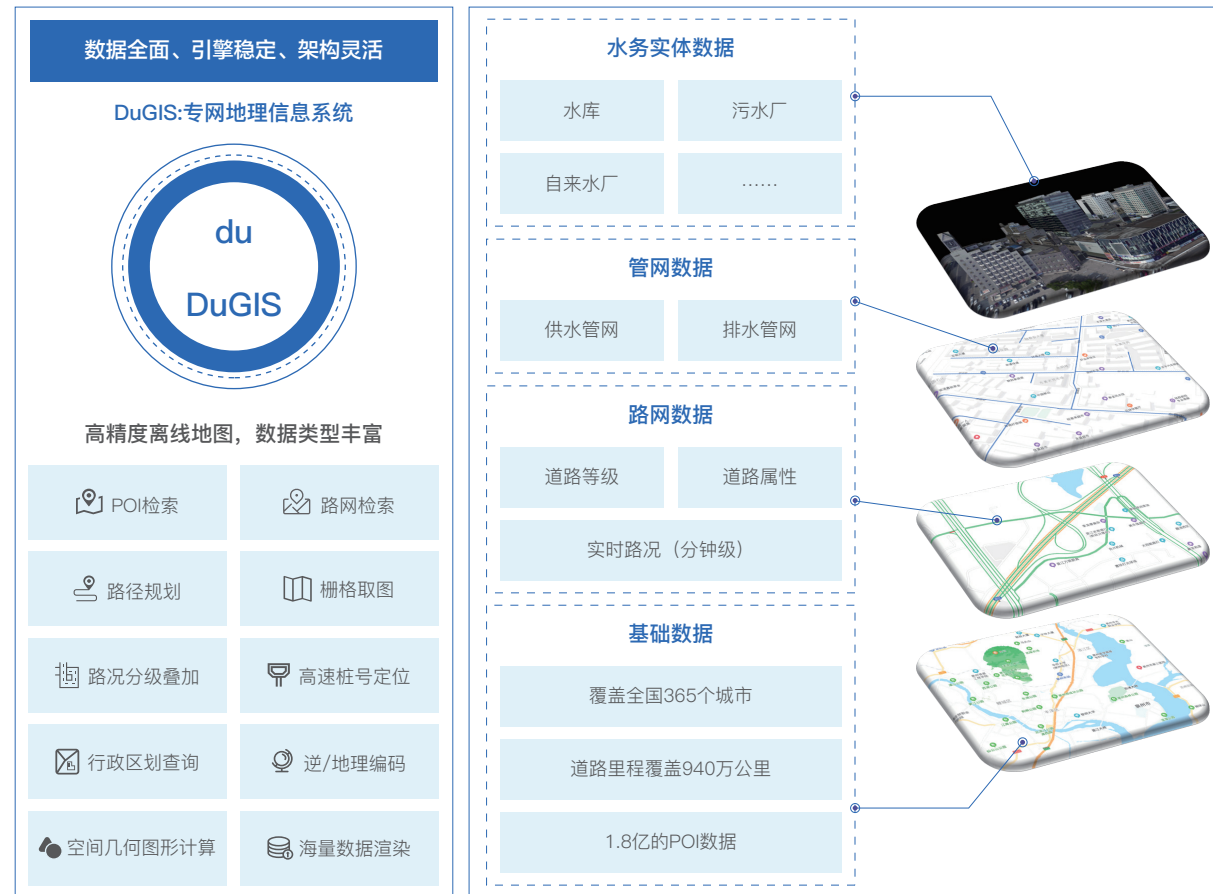 数据全面、引擎稳定、架构灵活
DuGIS:专网地理信息系统
du
DuGIS
高精度离线地图，数据类型丰富
POI检索
路网检索
路径规划
栅格取图
路况分级叠加
高速桩号定位
行政区划查询
逆/地理编码
空间几何图形计算
海量数据渲染
水务实体数据
水库
污水厂
自来水厂
……
管网数据
供水管网
排水管网
路网数据
道路等级
道路属性
实时路况（分钟级）
基础数据
覆盖全国365个城市
道路里程覆盖940万公里
1.8亿的POI数据